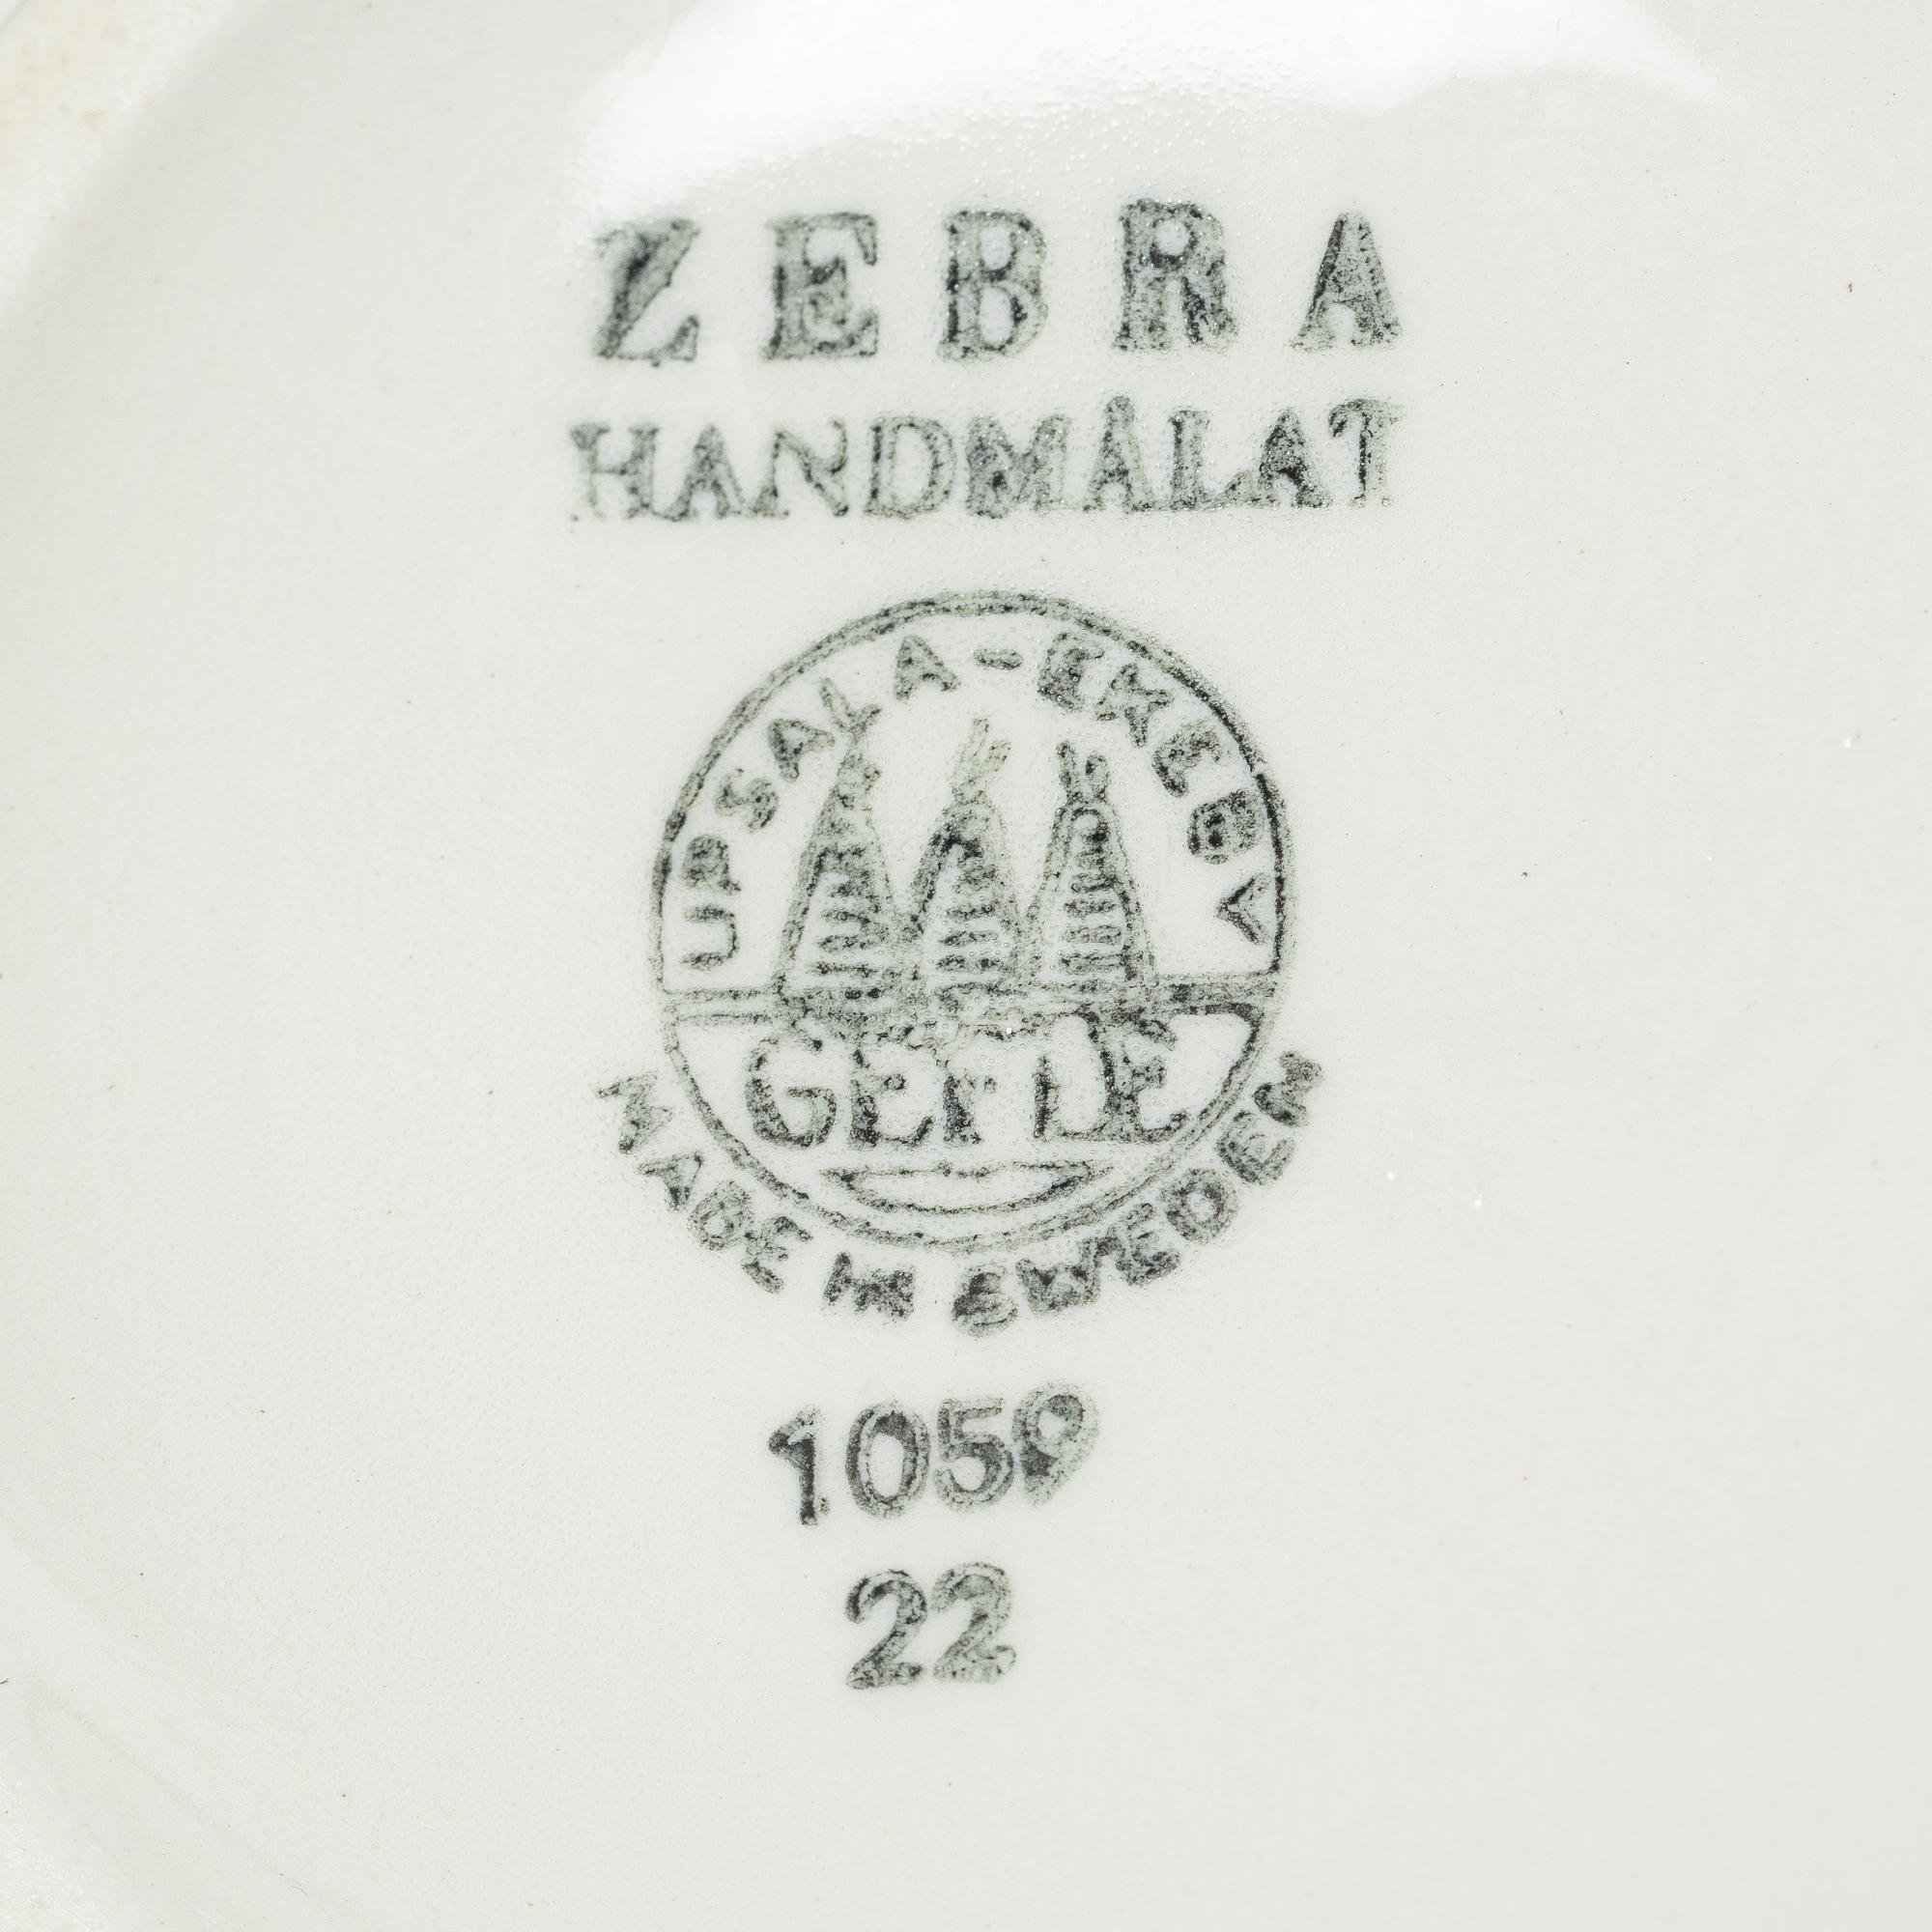 ZEBRA
HANDMÅLAT
UPSALA-EKEBY
GEFLE
MADE IN SWEDEN
1059
22